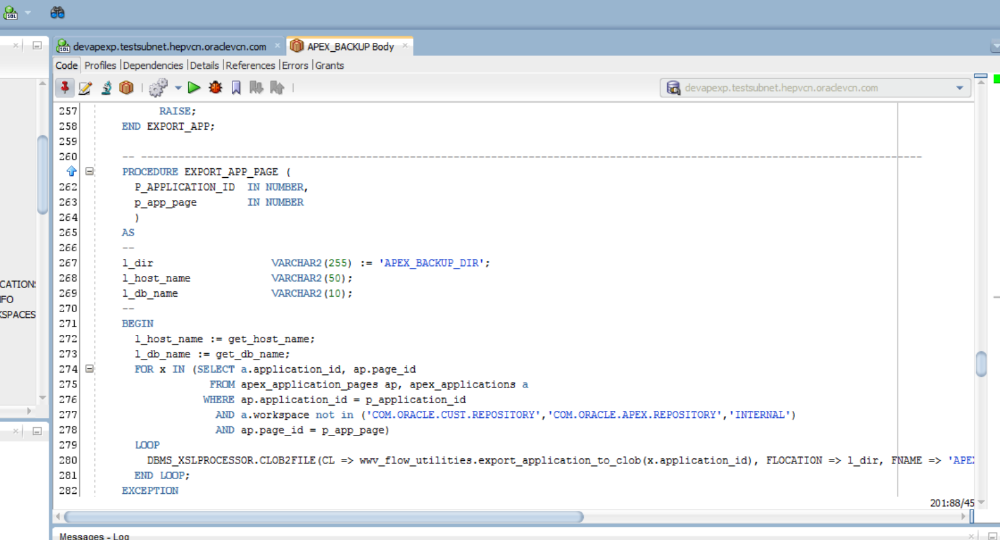 SQL
devapexp.testsubnet.hepvcn.oraclevcn.com
APEX_BACKUP Body
Code Profiles Dependencies Details References Errors Grants
devapexp.testsubnet.hepvcn.oraclevcn.com
257 RAISE;
258 END EXPORT_APP;
259
260 -- ------------------------------------------------------------------------------------------------------------------------------
PROCEDURE EXPORT_APP_PAGE (
262 P_APPLICATION_ID IN NUMBER,
263 p_app_page IN NUMBER
264 )
265 AS
266 --
267 l_dir VARCHAR2(255) := 'APEX_BACKUP_DIR';
268 l_host_name VARCHAR2(50);
269 l_db_name VARCHAR2(10);
270 --
271 BEGIN
272 l_host_name := get_host_name;
273 l_db_name := get_db_name;
274 FOR x IN (SELECT a.application_id, ap.page_id
275 FROM apex_application_pages ap, apex_applications a
276 WHERE ap.application_id = p_application_id
277 AND a.workspace not in ('COM.ORACLE.CUST.REPOSITORY','COM.ORACLE.APEX.REPOSITORY','INTERNAL')
278 AND ap.page_id = p_app_page)
279 LOOP
280 DBMS_XSLPROCESSOR.CLOB2FILE(CL => wwv_flow_utilities.export_application_to_clob(x.application_id), FLOCATION => l_dir, FNAME => 'APE
281 END LOOP;
282 EXCEPTION
CATION
FO
SPACES
201:88/45
Messages - Log